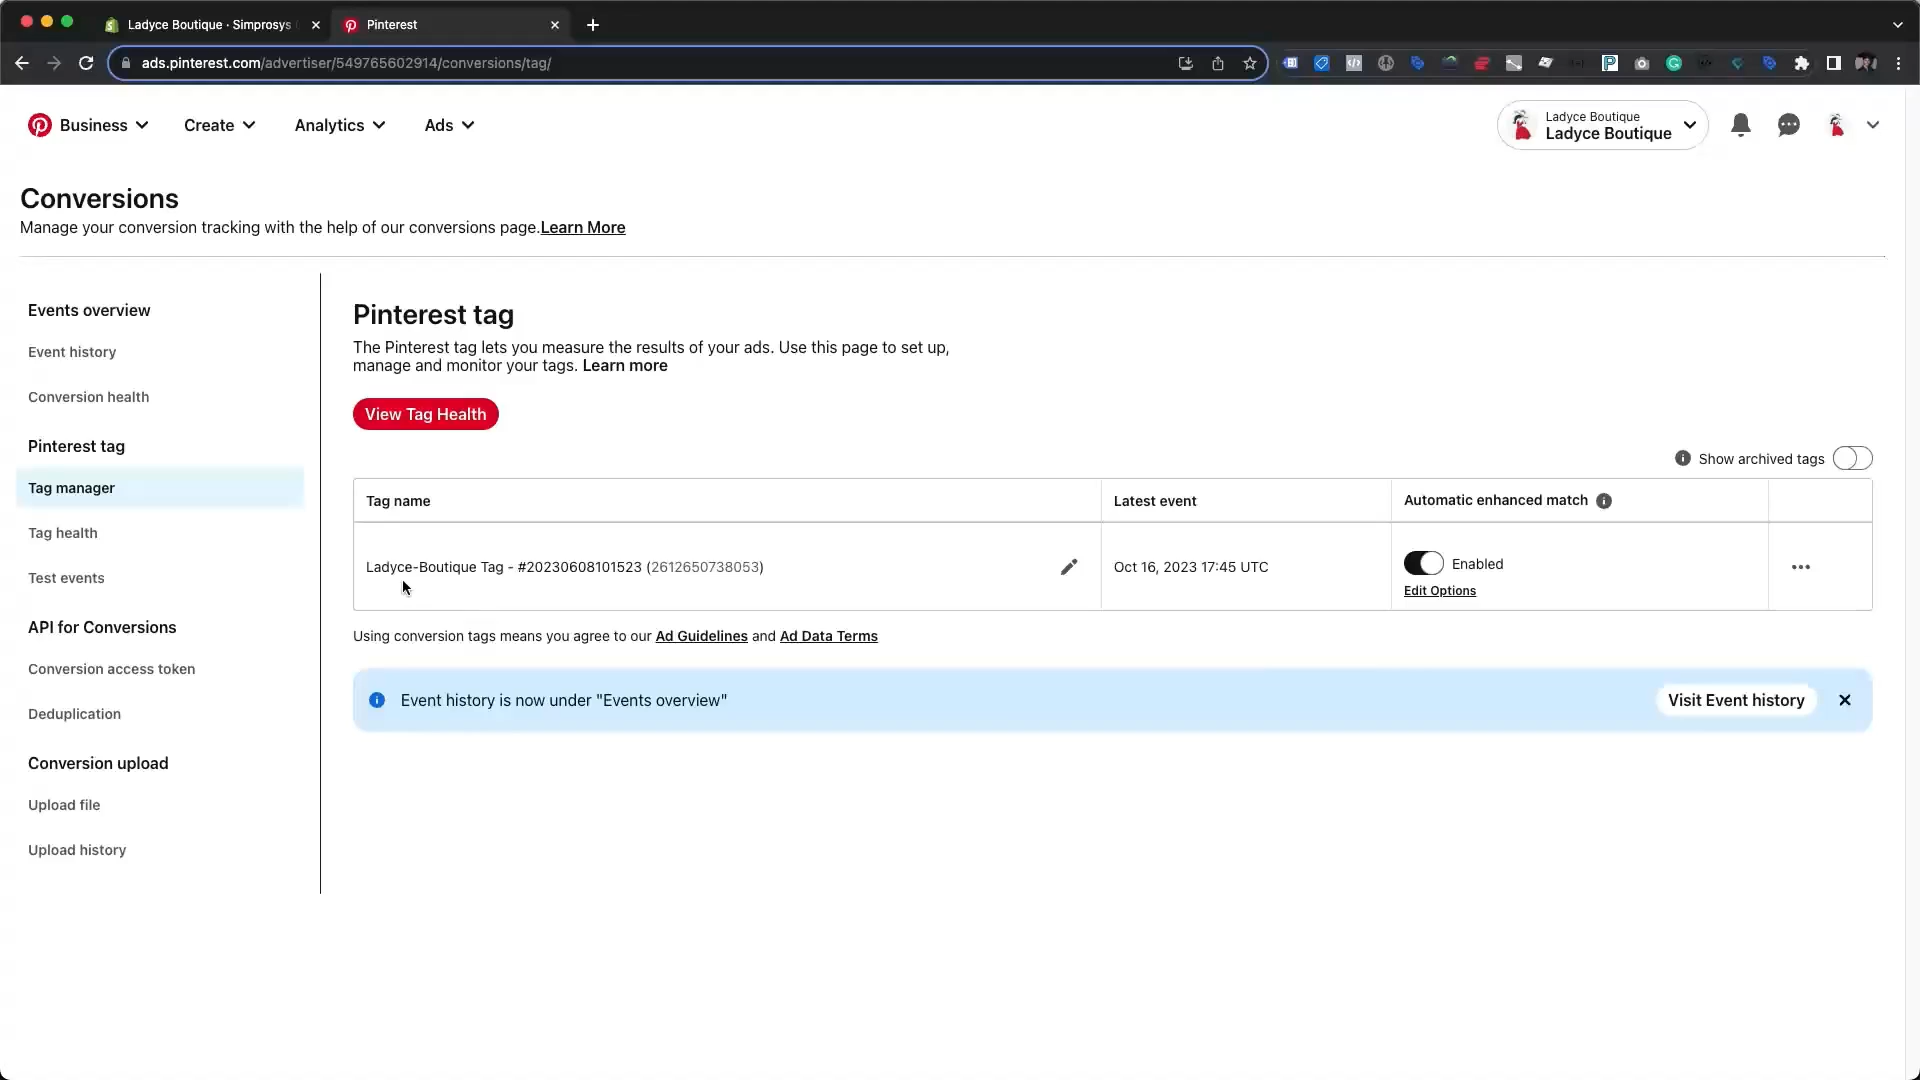 Ladyce Boutique · Simprosys
Pinterest
ads.pinterest.com/advertiser/549765602914/conversions/tag/
Business
Create
Analytics
Ads
Ladyce Boutique
Ladyce Boutique
Conversions
Manage your conversion tracking with the help of our conversions page.Learn More
Events overview
Event history
Conversion health
Pinterest tag
Tag manager
Tag health
Test events
API for Conversions
Conversion access token
Deduplication
Conversion upload
Upload file
Upload history
Pinterest tag
The Pinterest tag lets you measure the results of your ads. Use this page to set up,
manage and monitor your tags. Learn more
View Tag Health
Show archived tags
Tag name
Latest event
Automatic enhanced match
Ladyce-Boutique Tag - #20230608101523 (2612650738053)
Oct 16, 2023 17:45 UTC
Enabled
Edit Options
Using conversion tags means you agree to our Ad Guidelines and Ad Data Terms
Event history is now under "Events overview"
Visit Event history